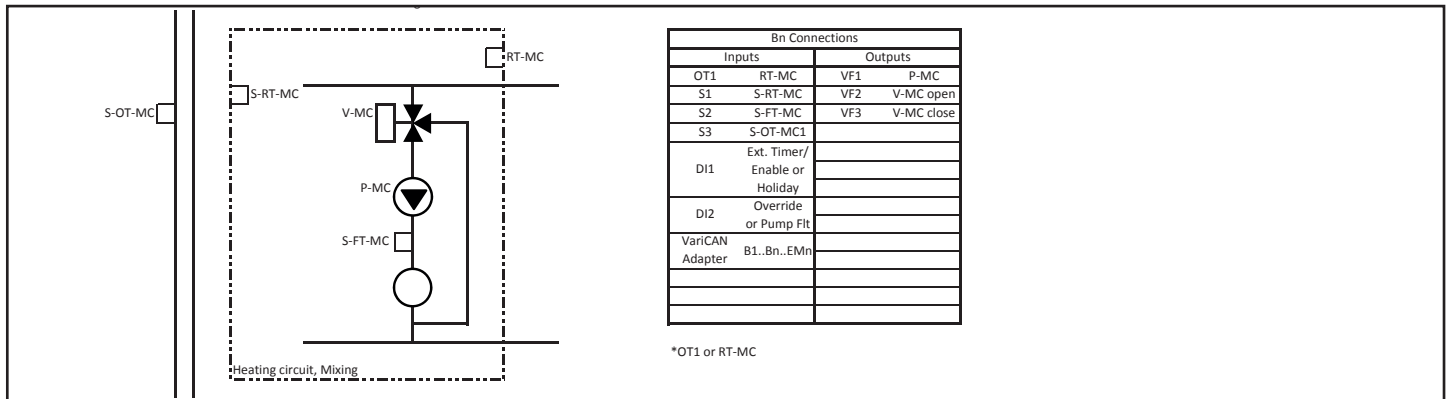 RT-MC
S-RT-MC
S-OT-MC
V-MC
P-MC
S-FT-MC
Heating circuit, Mixing
Bn Connections
Inputs Outputs
OT1 RT-MC VF1 P-MC
S1 S-RT-MC VF2 V-MC open
S2 S-FT-MC VF3 V-MC close
S3 S-OT-MC1
DI1 Ext. Timer/
Enable or
Holiday
DI2 Override
or Pump Flt
VariCAN
Adapter B1..Bn..EMn
*OT1 or RT-MC